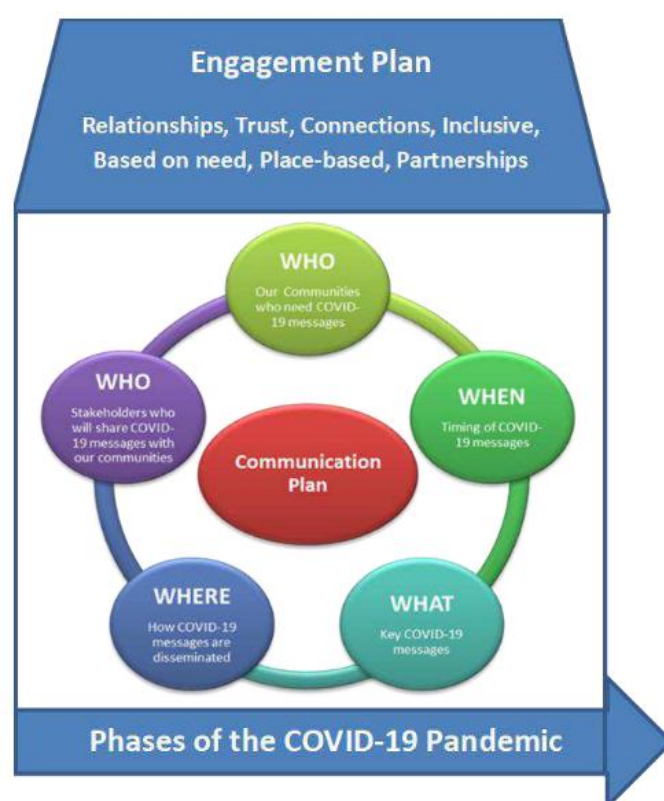 Engagement Plan
Relationships, Trust, Connections, Inclusive,
Based on need, Place-based, Partnerships
WHO
Our Communities
who need COVID-
19 messages
WHEN
Timing of COVID-
19 messages
WHAT
Key COVID-19
messages
WHERE
How COVID-19
messages are
disseminated
WHO
Stakeholders who
will share COVID-
19 messages with
our communities
Communication
Plan
Phases of the COVID-19 Pandemic